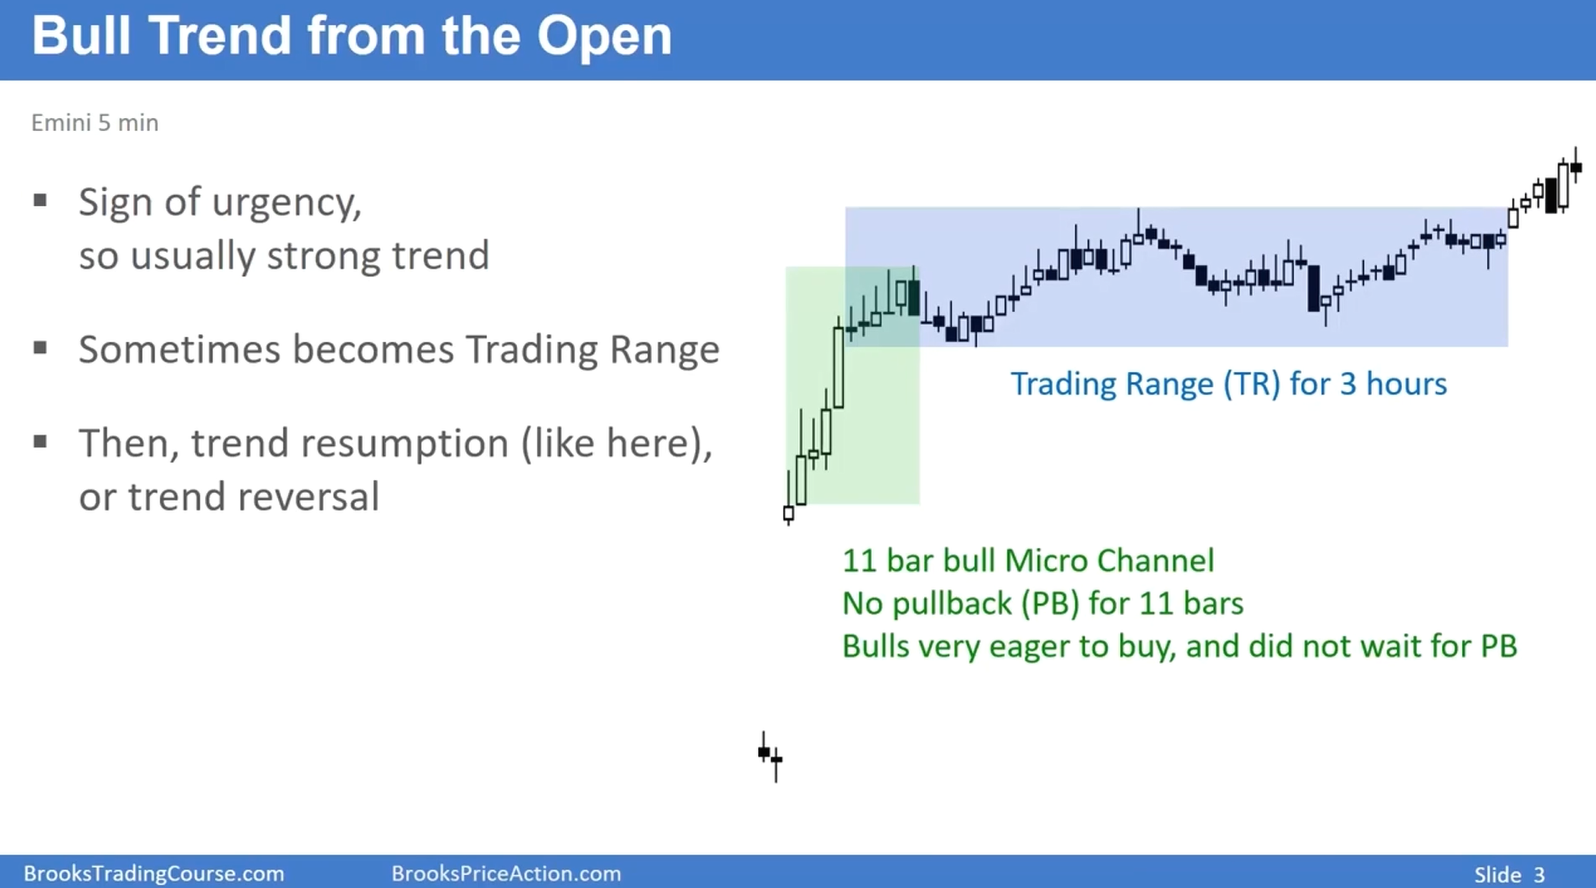 Bull Trend from the Open
Emini 5 min
▪ Sign of urgency,
so usually strong trend
▪ Sometimes becomes Trading Range
▪ Then, trend resumption (like here),
or trend reversal
Trading Range (TR) for 3 hours
11 bar bull Micro Channel
No pullback (PB) for 11 bars
Bulls very eager to buy, and did not wait for PB
BrooksTradingCourse.com
BrooksPriceAction.com
Slide 3